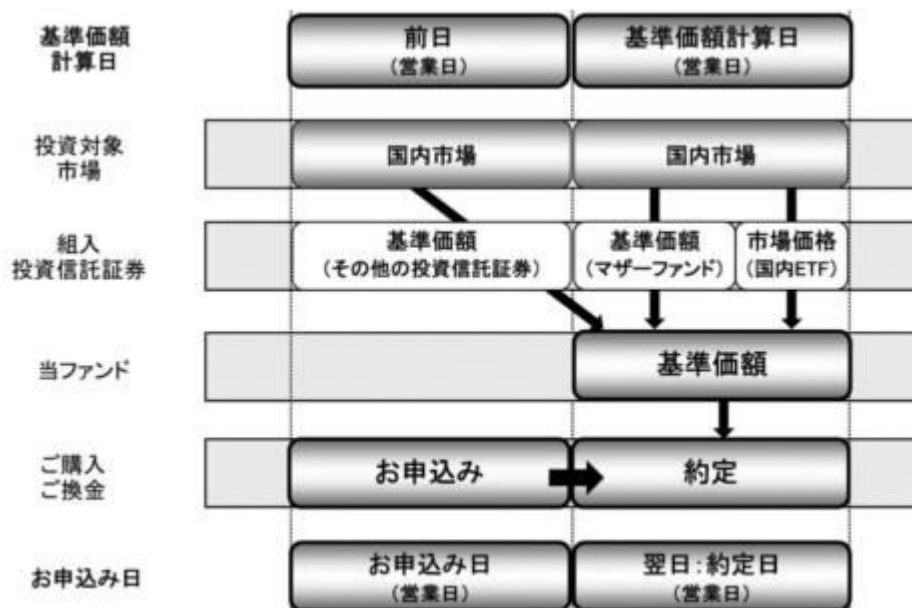 基準価額
計算日
前日
(営業日)
基準価額計算日
(営業日)
投資対象
市場
国内市場
国内市場
組入
投資信託証券
基準価額
(その他の投資信託証券)
基準価額
(マザーファンド)
市場価格
(国内ETF)
当ファンド
基準価額
ご購入
ご換金
お申込み
約定
お申込み日
お申込み日
(営業日)
翌日:約定日
(営業日)